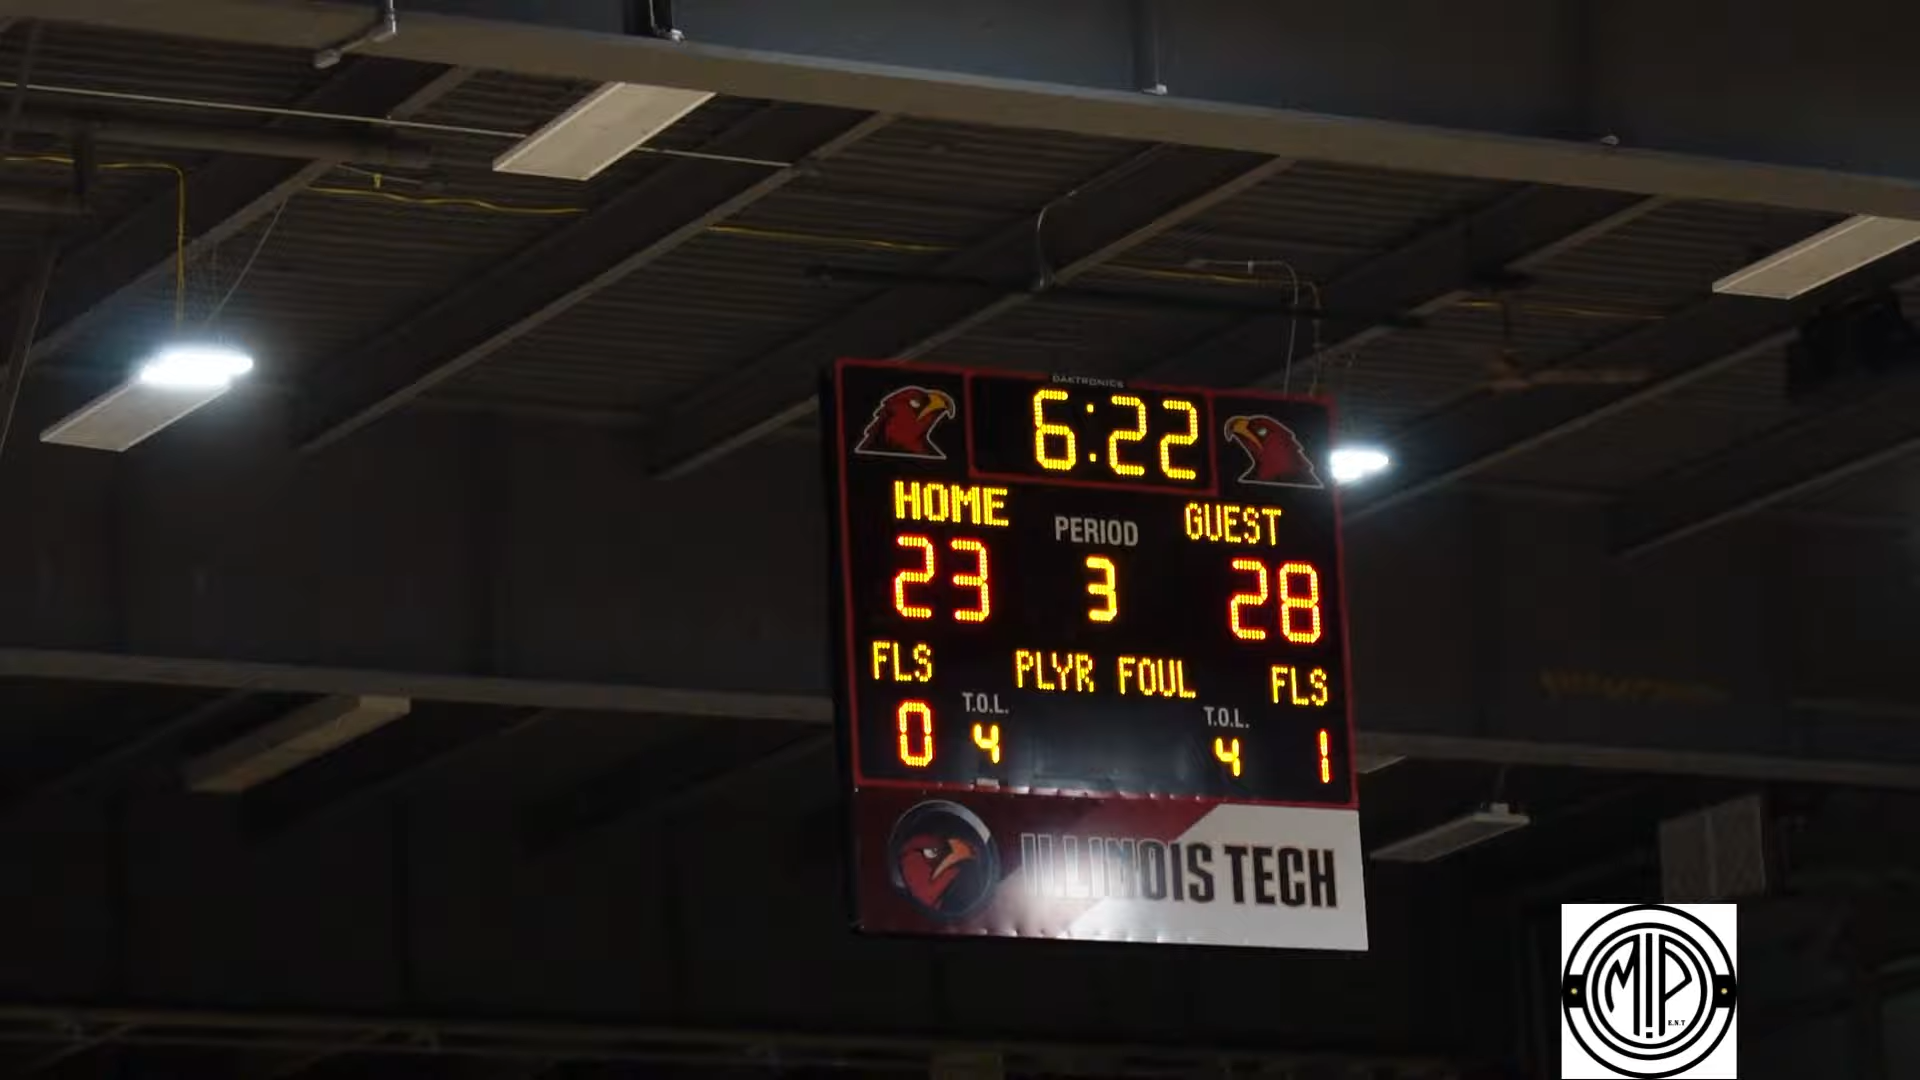 DAKTRONICS
6:22
HOME
PERIOD
GUEST
23
3
28
FLS
PLYR FOUL
FLS
T.O.L.
T.O.L.
0
4
4
1
ILLINOIS TECH
M!P
E.N.T